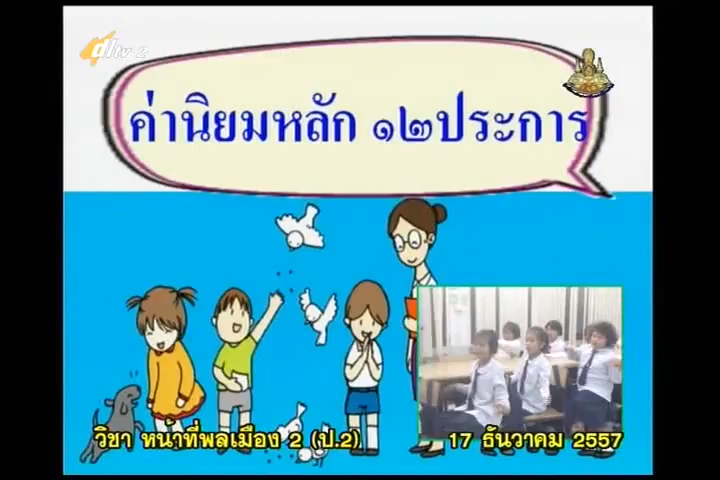 dltv 2
ค่านิยมหลัก ๑๒ประการ
วิชา หน้าที่พลเมือง 2 (ป.2)
17 ธันวาคม 2557